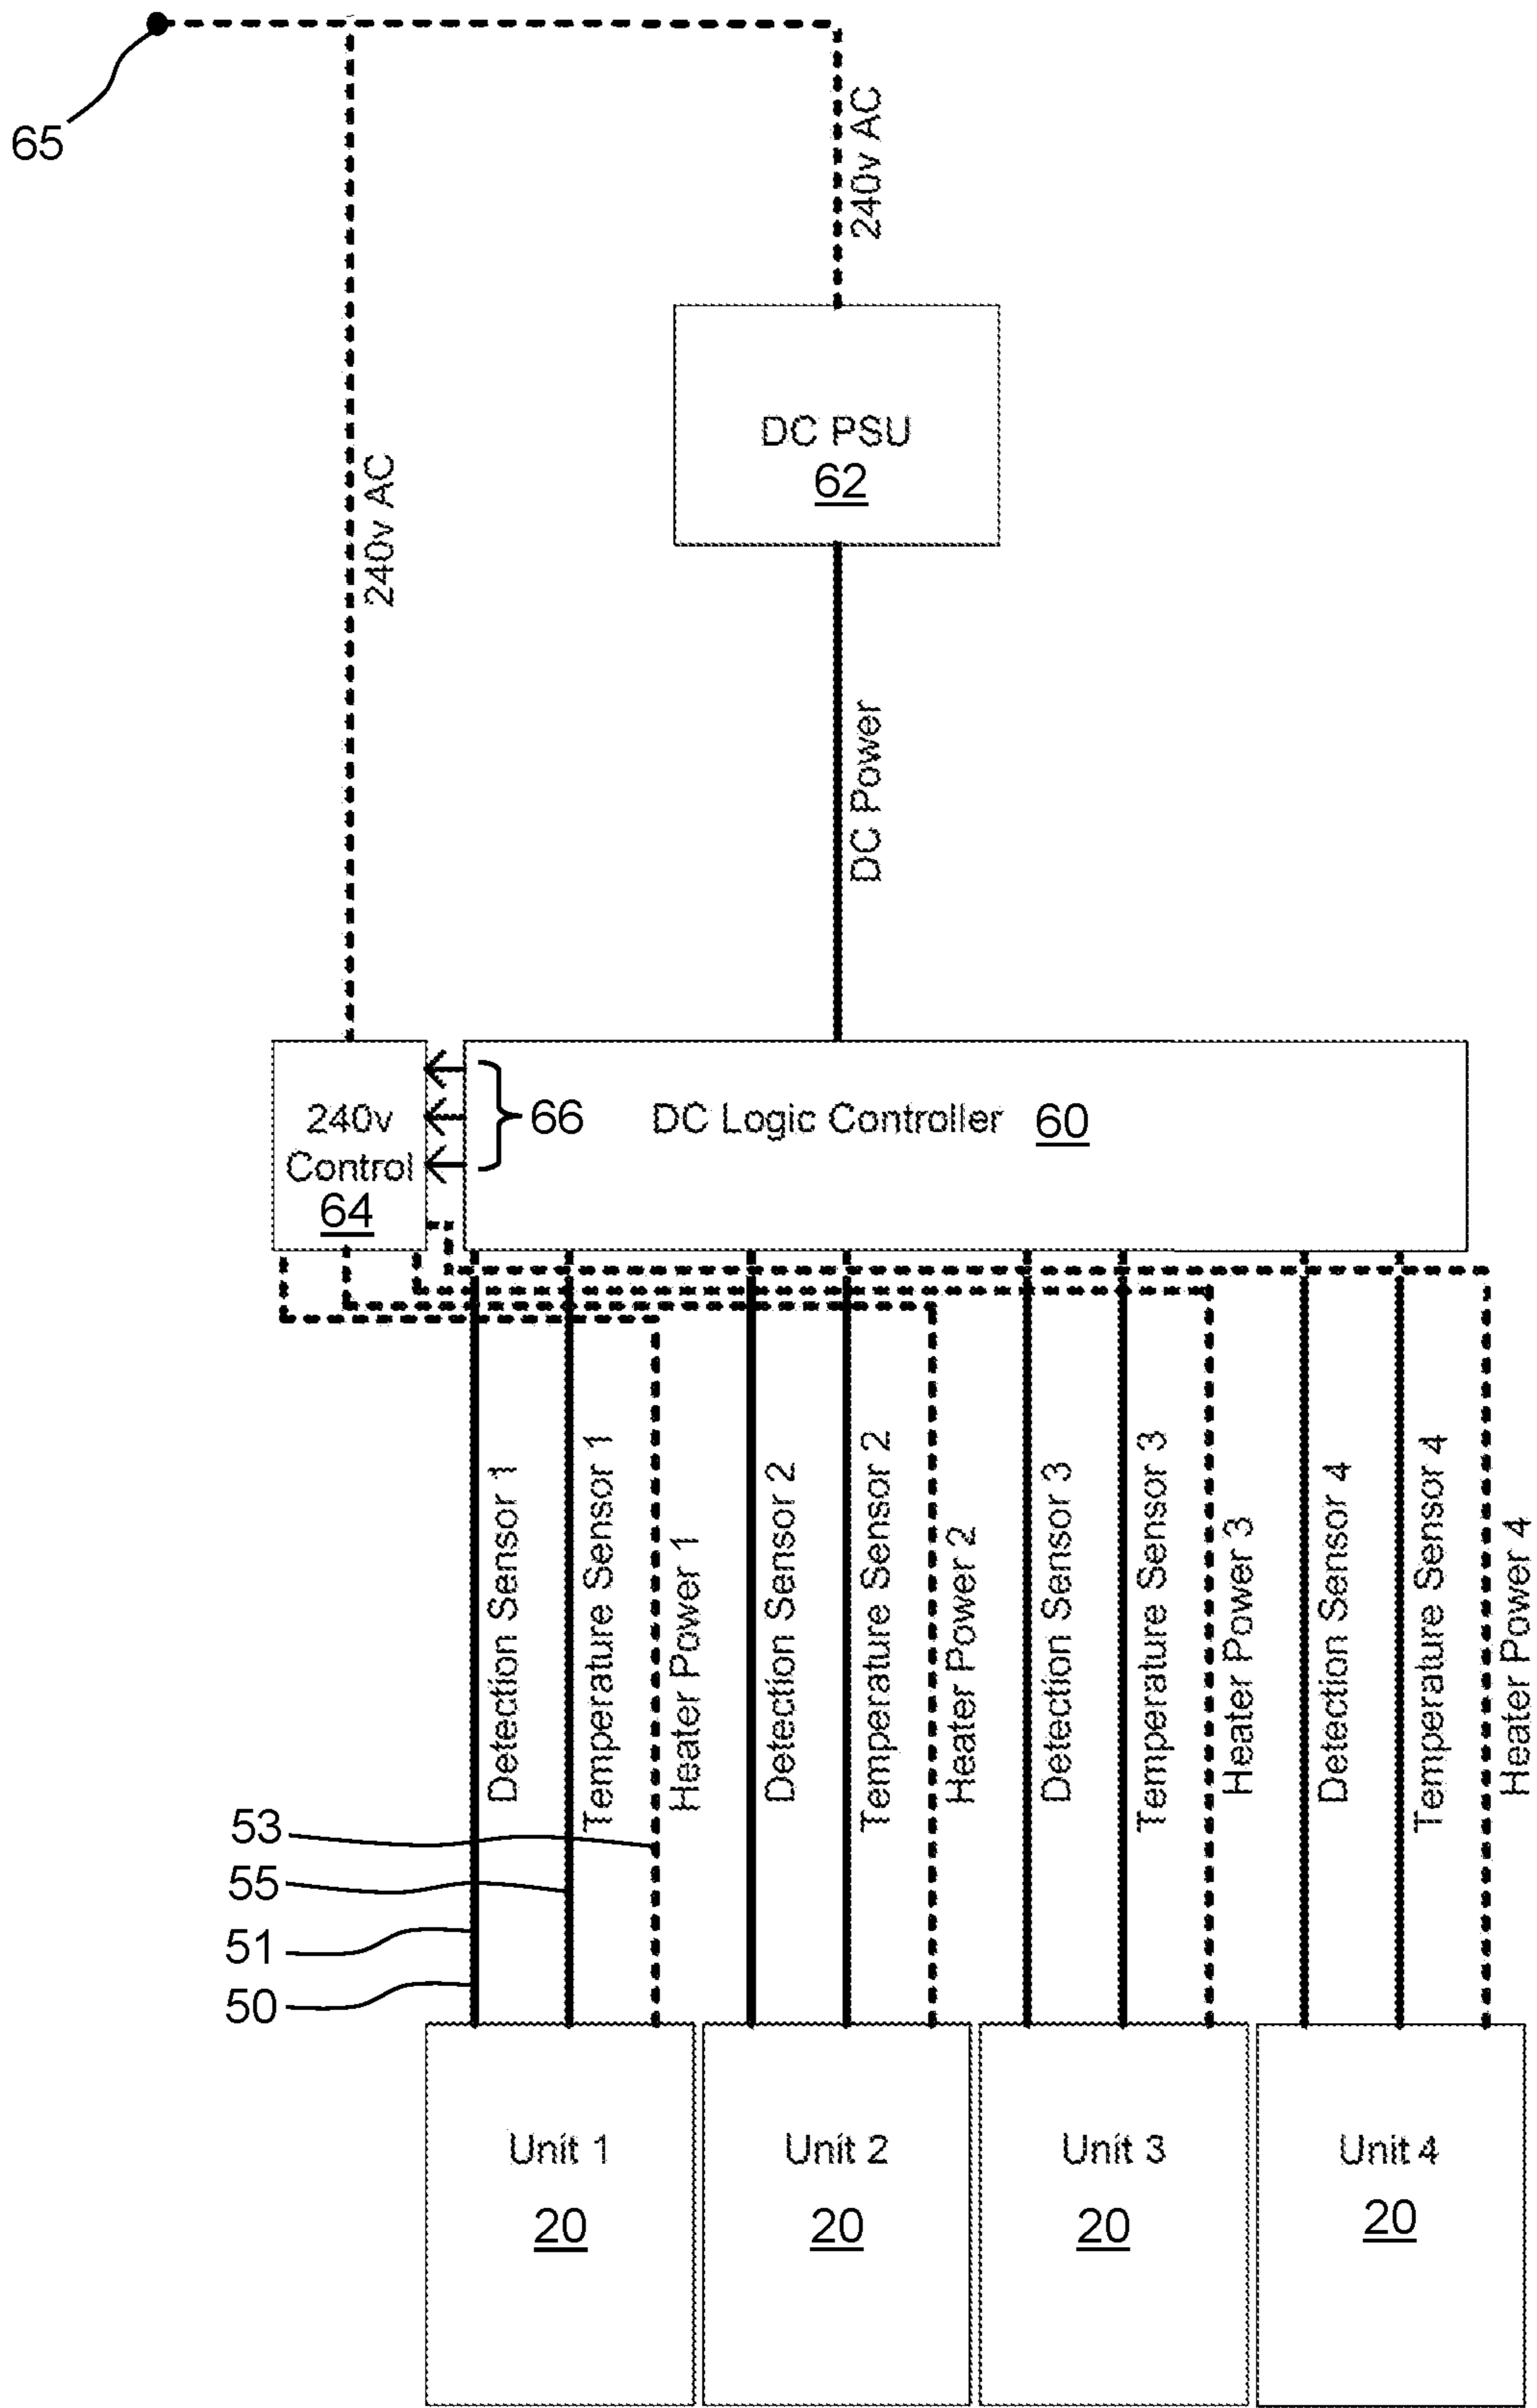 65
240v AC
240v AC
DC PSU
62
DC Power
240v
Control
64
66
DC Logic Controller 60
Detection Sensor 1
Temperature Sensor 1
Heater Power 1
Detection Sensor 2
Temperature Sensor 2
Heater Power 2
Detection Sensor 3
Temperature Sensor 3
Heater Power 3
Detection Sensor 4
Temperature Sensor 4
Heater Power 4
53
55
51
50
Unit 1
20
Unit 2
20
Unit 3
20
Unit 4
20